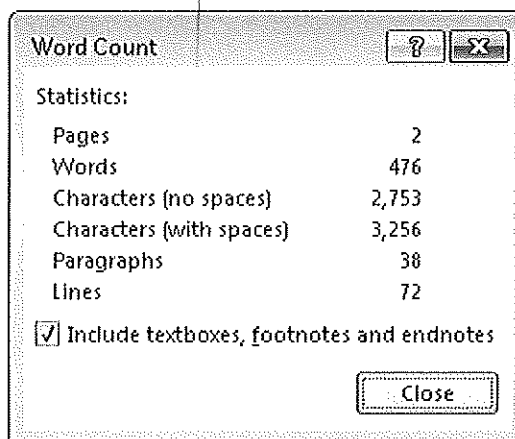 Word Count
Statistics:
Pages 2
Words 476
Characters (no spaces) 2,753
Characters (with spaces) 3,256
Paragraphs 38
Lines 72
Include textboxes, footnotes and endnotes
Close